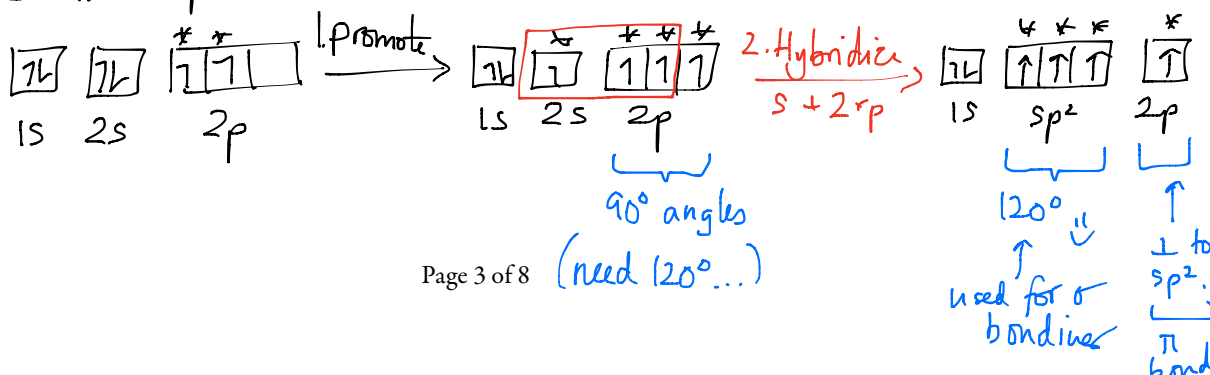 1. Promote
2. Hybridize
s + 2×p
1s 2s 2p
1s 2s 2p
1s sp² 2p
90° angles
(need 120°...)
120°
used for σ
bonding
⊥ to
sp².
π
bond
Page 3 of 8